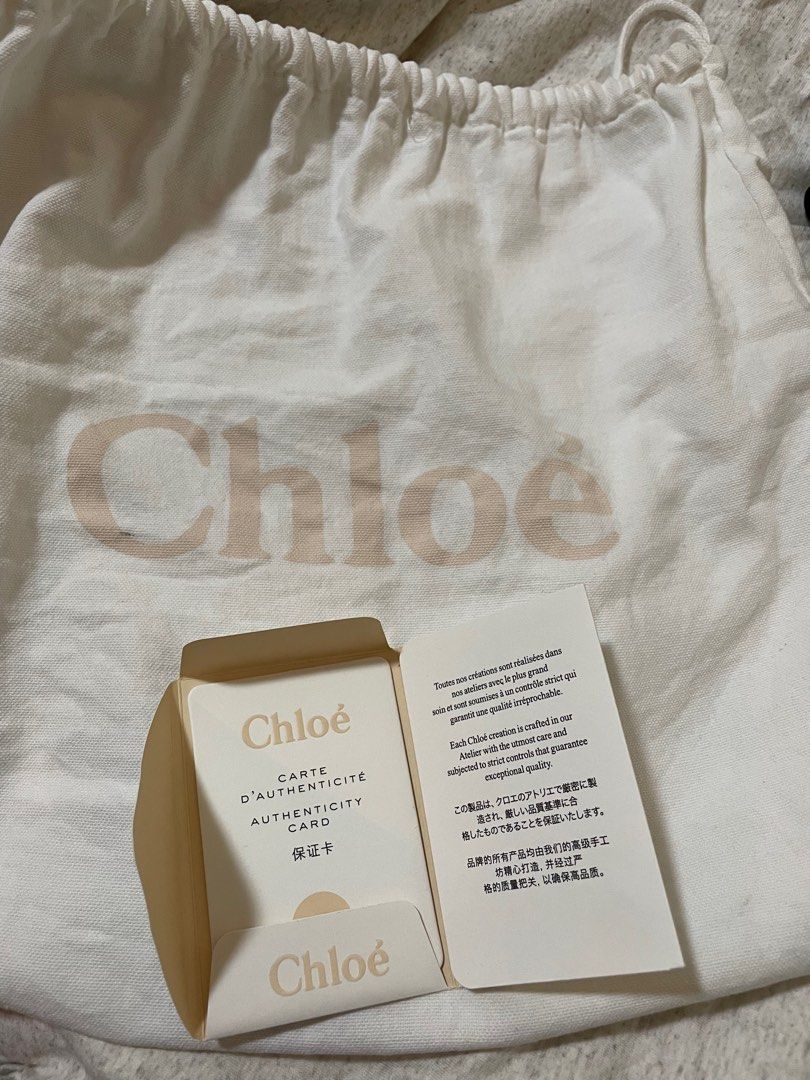 Chloé
Chloé
CARTE
D'AUTHENTICITÉ
AUTHENTICITY
CARD
保证卡
Chloé
Toutes nos créations sont réalisées dans
nos ateliers avec le plus grand
soin et sont soumises à un contrôle strict qui
garantit une qualité irréprochable.
Each Chloé creation is crafted in our
Atelier with the utmost care and
subjected to strict controls that guarantee
exceptional quality.
この製品は、クロエのアトリエで厳密に製
造され、厳しい品質基準に合
格したものであることを保証いたします。
品牌的所有产品均由我们的高级手工
坊精心打造，并经过严
格的质量把关，以确保高品质。